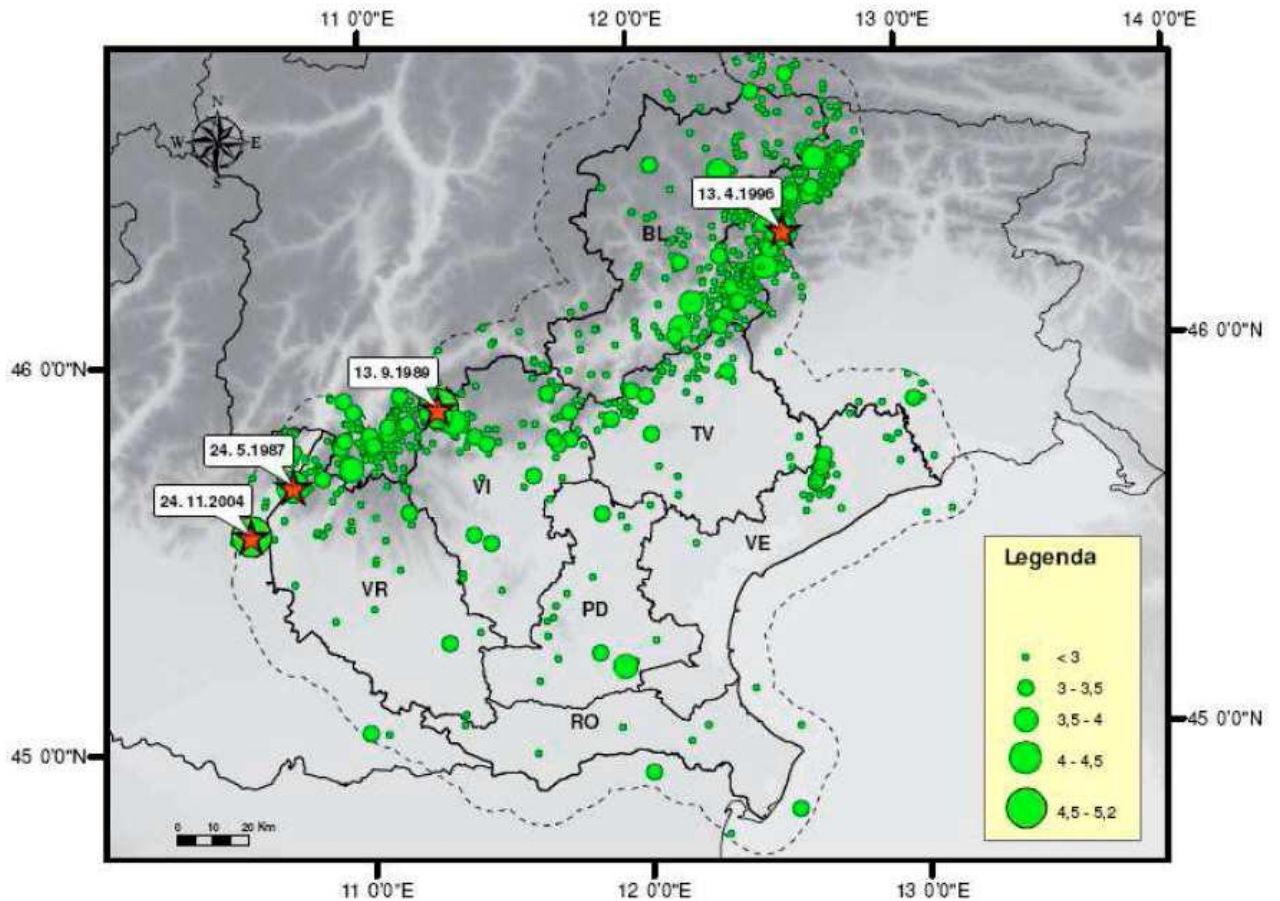 11 0'0"E
12 0'0"E
13 0'0"E
14 0'0"E
N
W
E
S
13. 4.1996
BL
46 0'0"N
46 0'0"N
13. 9.1989
TV
24. 5.1987
VI
24. 11. 2004
VE
Legenda
VR
PD
< 3
3 - 3,5
RO
3,5 - 4
45 0'0"N
45 0'0"N
4 - 4,5
4,5 - 5,2
0 10 20 Km
11 0'0"E
12 0'0"E
13 0'0"E